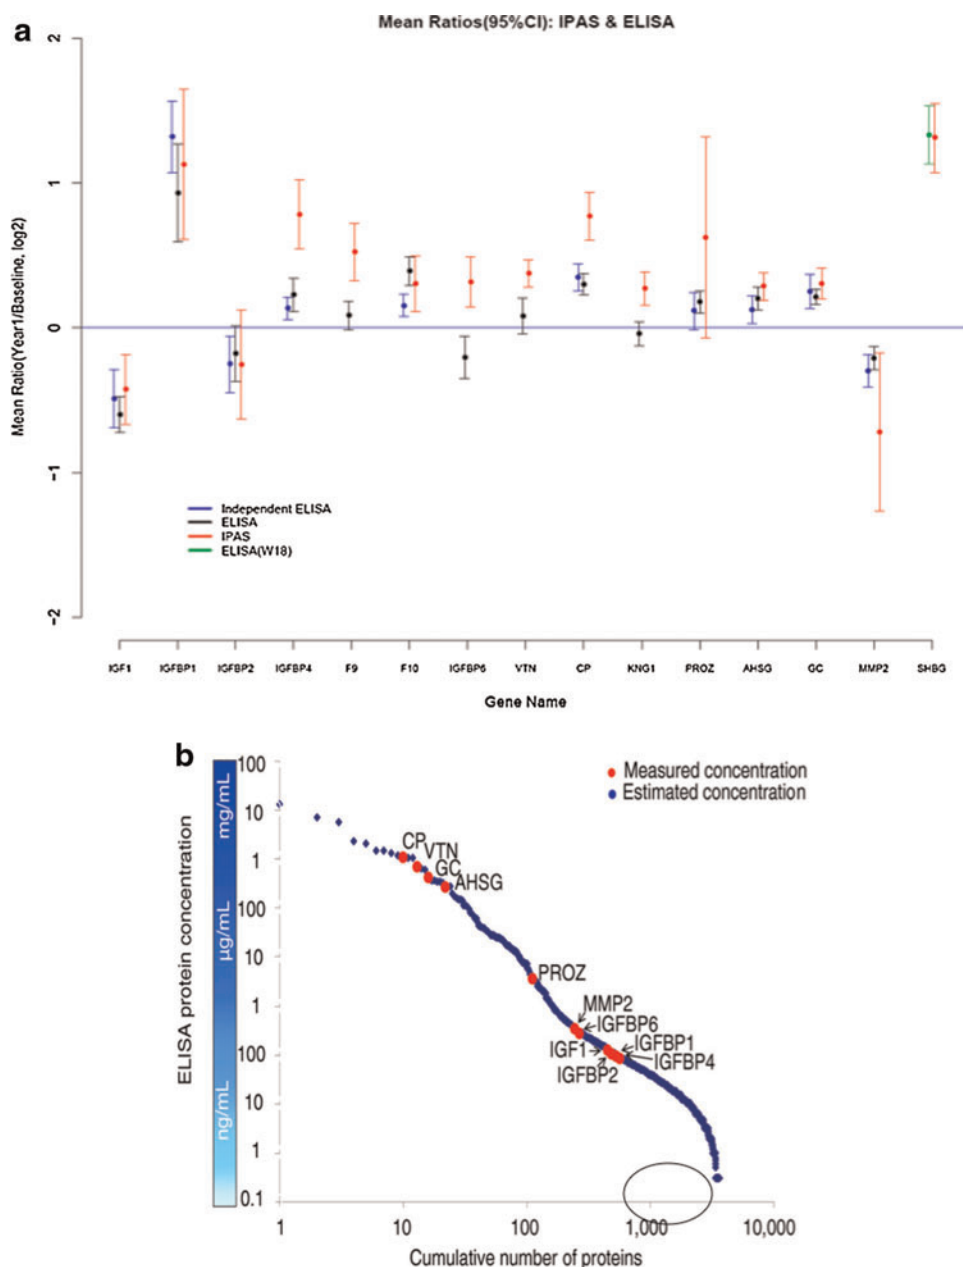 a
Mean Ratios(95%CI): IPAS & ELISA
Mean Ratio(Year1/Baseline, log2)
2
1
0
−1
−2
Independent ELISA
ELISA
IPAS
ELISA(W18)
IGF1 IGFBP1 IGFBP2 IGFBP4 F9 F10 IGFBP6 VTN CP KNG1 PROZ AHSG GC MMP2 SHBG
Gene Name
b
ELISA protein concentration
mg/mL
µg/mL
ng/mL
100
10
1
100
10
1
100
10
1
0.1
Measured concentration
Estimated concentration
CP
VTN
GC
AHSG
PROZ
MMP2
IGFBP6
IGF1
IGFBP1
IGFBP2
IGFBP4
1 10 100 1,000 10,000
Cumulative number of proteins